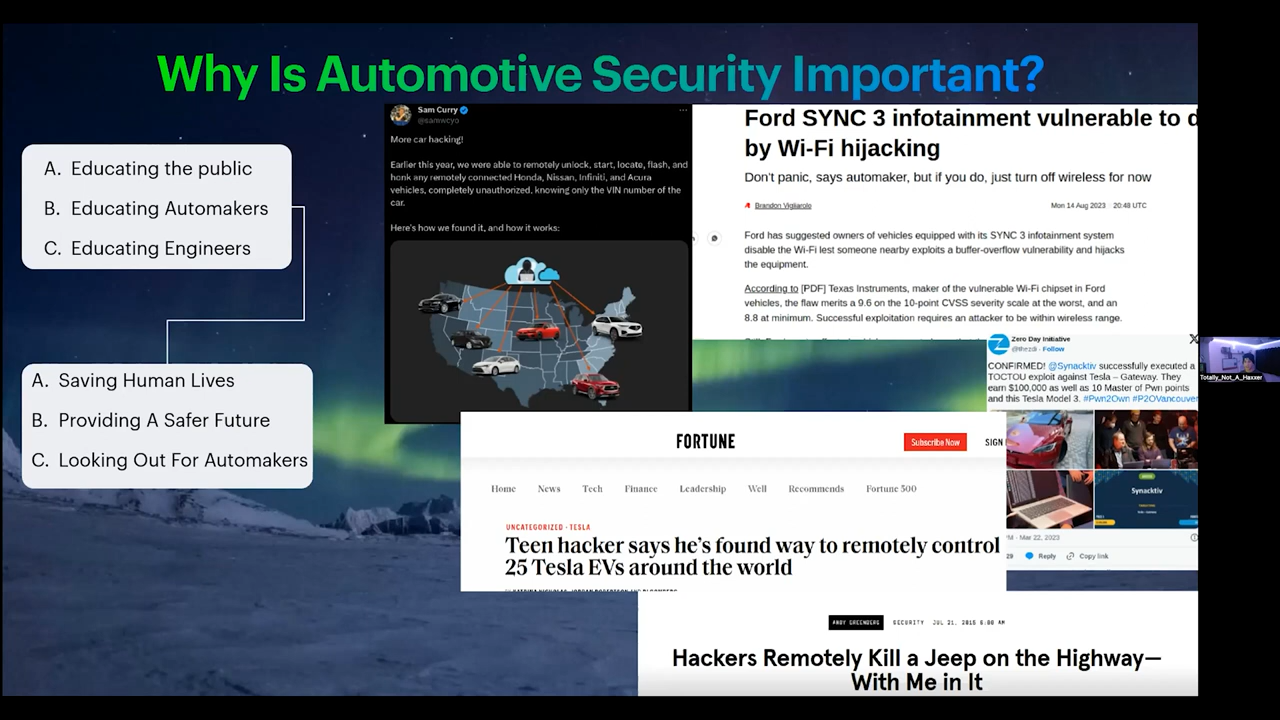 Why Is Automotive Security Important?
A. Educating the public
B. Educating Automakers
C. Educating Engineers
A. Saving Human Lives
B. Providing A Safer Future
C. Looking Out For Automakers
Sam Curry
@samwcyo
More car hacking!
Earlier this year, we were able to remotely unlock, start, locate, flash, and
honk any remotely connected Honda, Nissan, Infiniti, and Acura
vehicles, completely unauthorized, knowing only the VIN number of the
car.
Here's how we found it, and how it works:
Ford SYNC 3 infotainment vulnerable to d
by Wi-Fi hijacking
Don't panic, says automaker, but if you do, just turn off wireless for now
Brandon Vigliarolo
Mon 14 Aug 2023 20:48 UTC
Ford has suggested owners of vehicles equipped with its SYNC 3 infotainment system
disable the Wi-Fi lest someone nearby exploits a buffer-overflow vulnerability and hijacks
the equipment.
According to [PDF] Texas Instruments, maker of the vulnerable Wi-Fi chipset in Ford
vehicles, the flaw merits a 9.6 on the 10-point CVSS severity scale at the worst, and an
8.8 at minimum. Successful exploitation requires an attacker to be within wireless range.
Zero Day Initiative
@thezdi · Follow
CONFIRMED! @Synacktiv successfully executed a
TOCTOU exploit against Tesla – Gateway. They
earn $100,000 as well as 10 Master of Pwn points
and this Tesla Model 3. #Pwn2Own #P2OVancouver
Synacktiv
PM · Mar 22, 2023
29 Reply Copy link
FORTUNE
Subscribe Now
SIGN
Home News Tech Finance Leadership Well Recommends Fortune 500
UNCATEGORIZED · TESLA
Teen hacker says he's found way to remotely control
25 Tesla EVs around the world
ANDY GREENBERG SECURITY JUL 21, 2015 6:00 AM
Hackers Remotely Kill a Jeep on the Highway—
With Me in It
Totally_Not_A_Haxxer